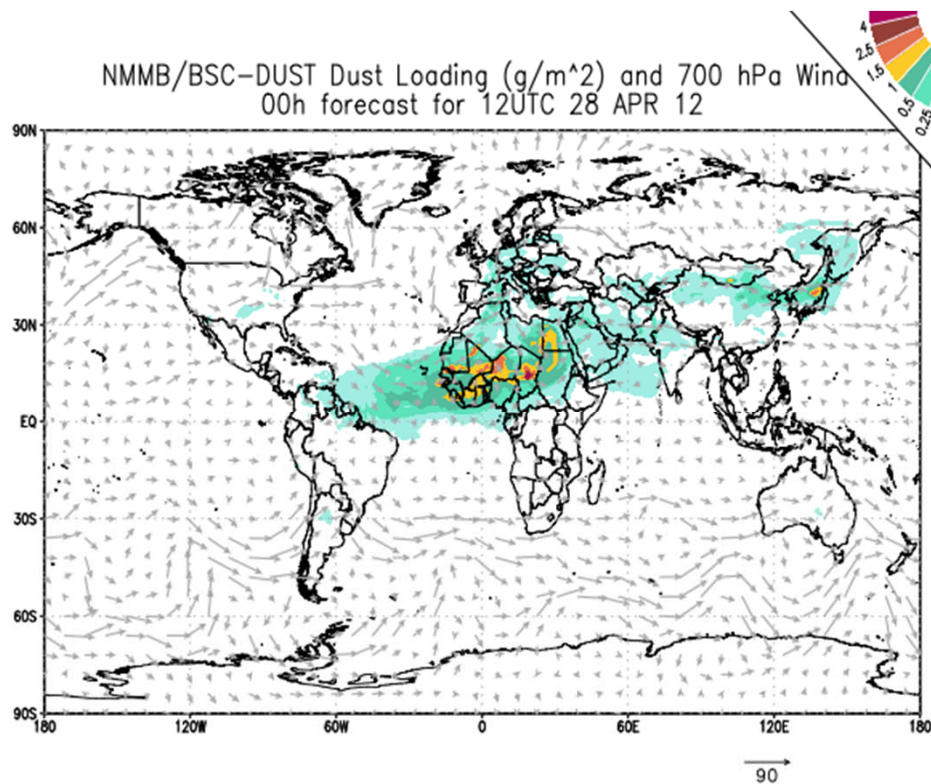 NMMB/BSC-DUST Dust Loading (g/m^2) and 700 hPa Wind
00h forecast for 12UTC 28 APR 12
4
2.5
1.5
1
0.5
0.25
90N
60N
30N
EQ
30S
60S
90S
180 120W 60W 0 60E 120E 180
90